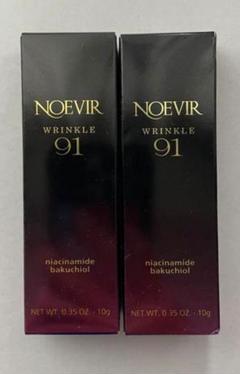 NOEVIR
WRINKLE
91
niacinamide
bakuchiol
NET WT. 0.35 OZ. - 10g
NOEVIR
WRINKLE
91
niacinamide
bakuchiol
NET WT. 0.35 OZ. - 10g